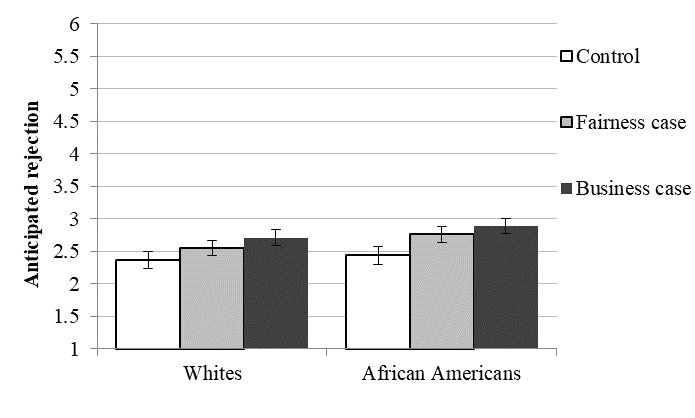 6
5.5
5
4.5
4
3.5
3
2.5
2
1.5
1
Anticipated rejection
Whites
African Americans
Control
Fairness case
Business case